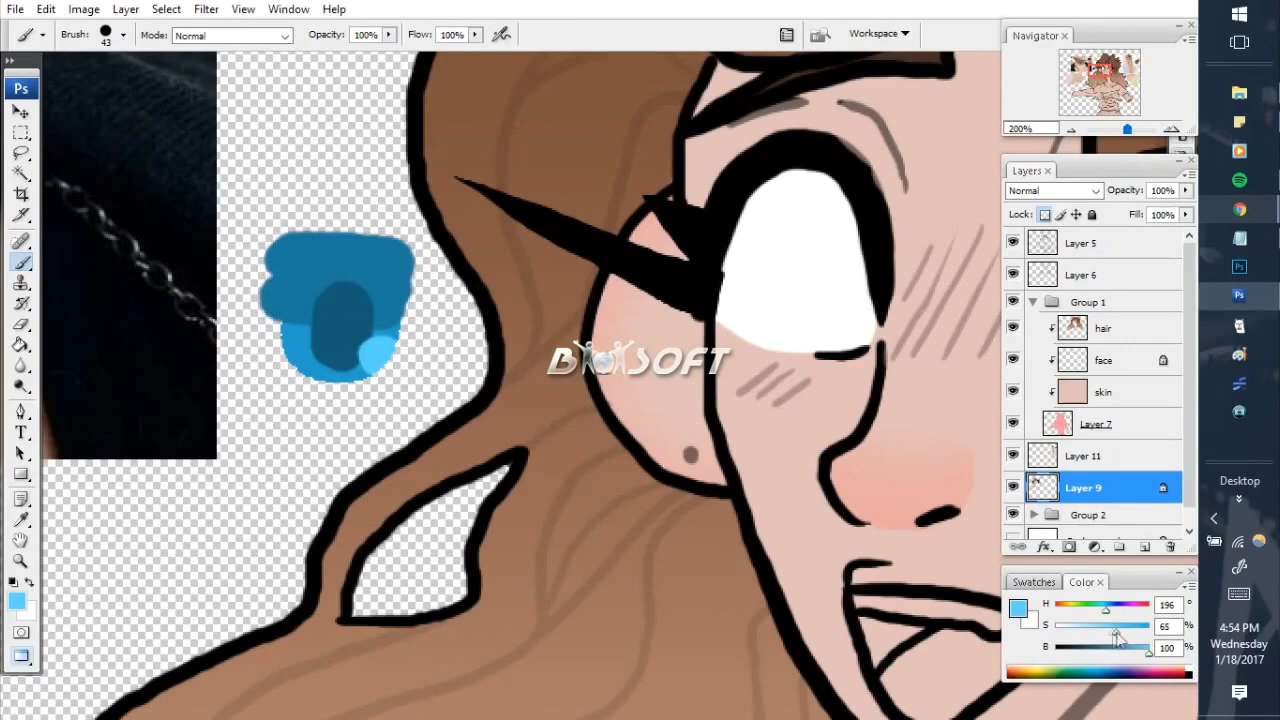 File Edit Image Layer Select Filter View Window Help
Brush: 43 Mode: Normal Opacity: 100% Flow: 100% Workspace
Ps
T
BSOFT
Navigator
200%
Layers
Normal Opacity: 100%
Lock: Fill: 100%
Layer 5
Layer 6
Group 1
hair
face
skin
Layer 7
Layer 11
Layer 9
Group 2
Swatches Color
H 196 °
S 65 %
B 100 %
Ps
Ps
Desktop
4:54 PM
Wednesday
1/18/2017